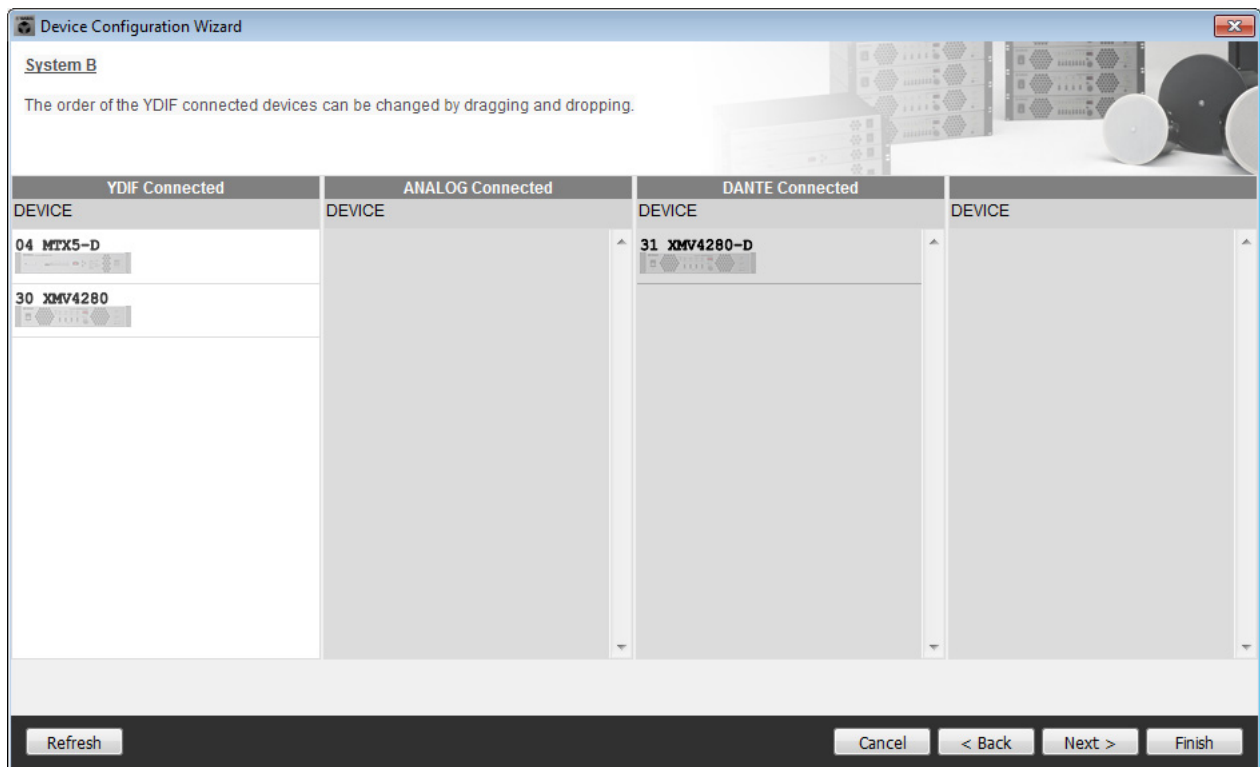 Device Configuration Wizard
System B
The order of the YDIF connected devices can be changed by dragging and dropping.
YDIF Connected
ANALOG Connected
DANTE Connected
DEVICE
DEVICE
DEVICE
DEVICE
04 MTX5-D
31 XMV4280-D
30 XMV4280
Refresh
Cancel
< Back
Next >
Finish